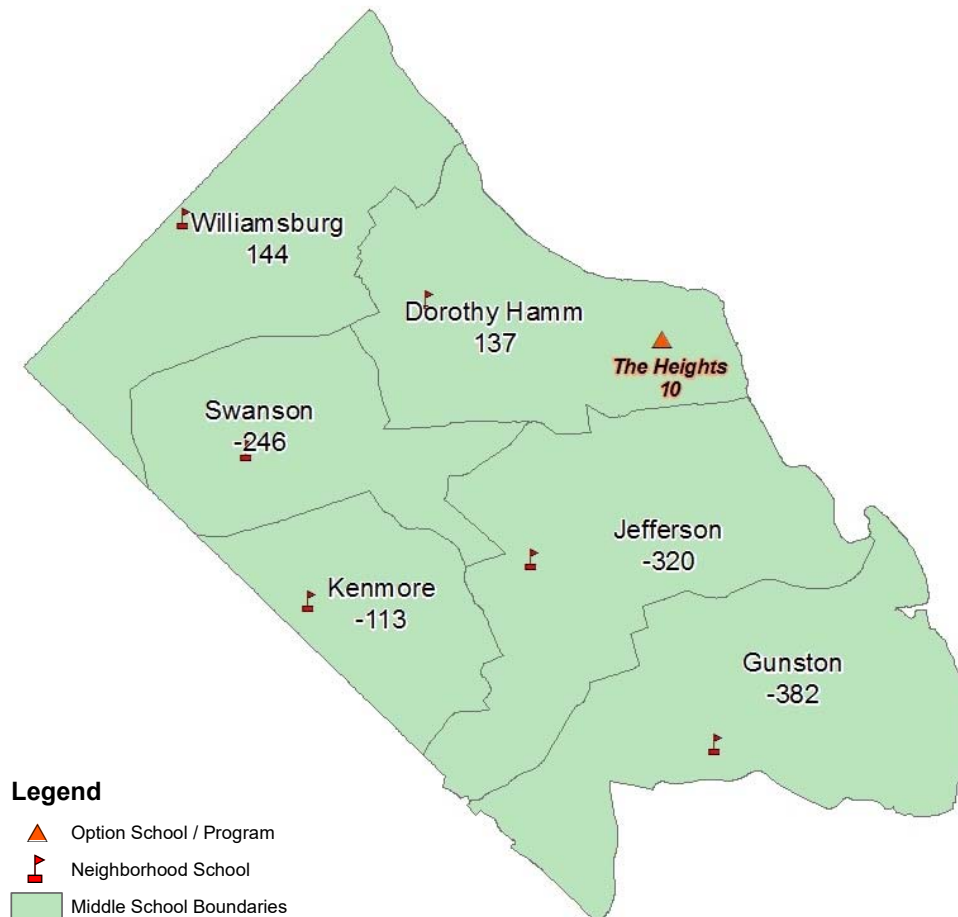 Williamsburg
144
Dorothy Hamm
137
The Heights
10
Swanson
-246
Jefferson
-320
Kenmore
-113
Gunston
-382
Legend
Option School / Program
Neighborhood School
Middle School Boundaries